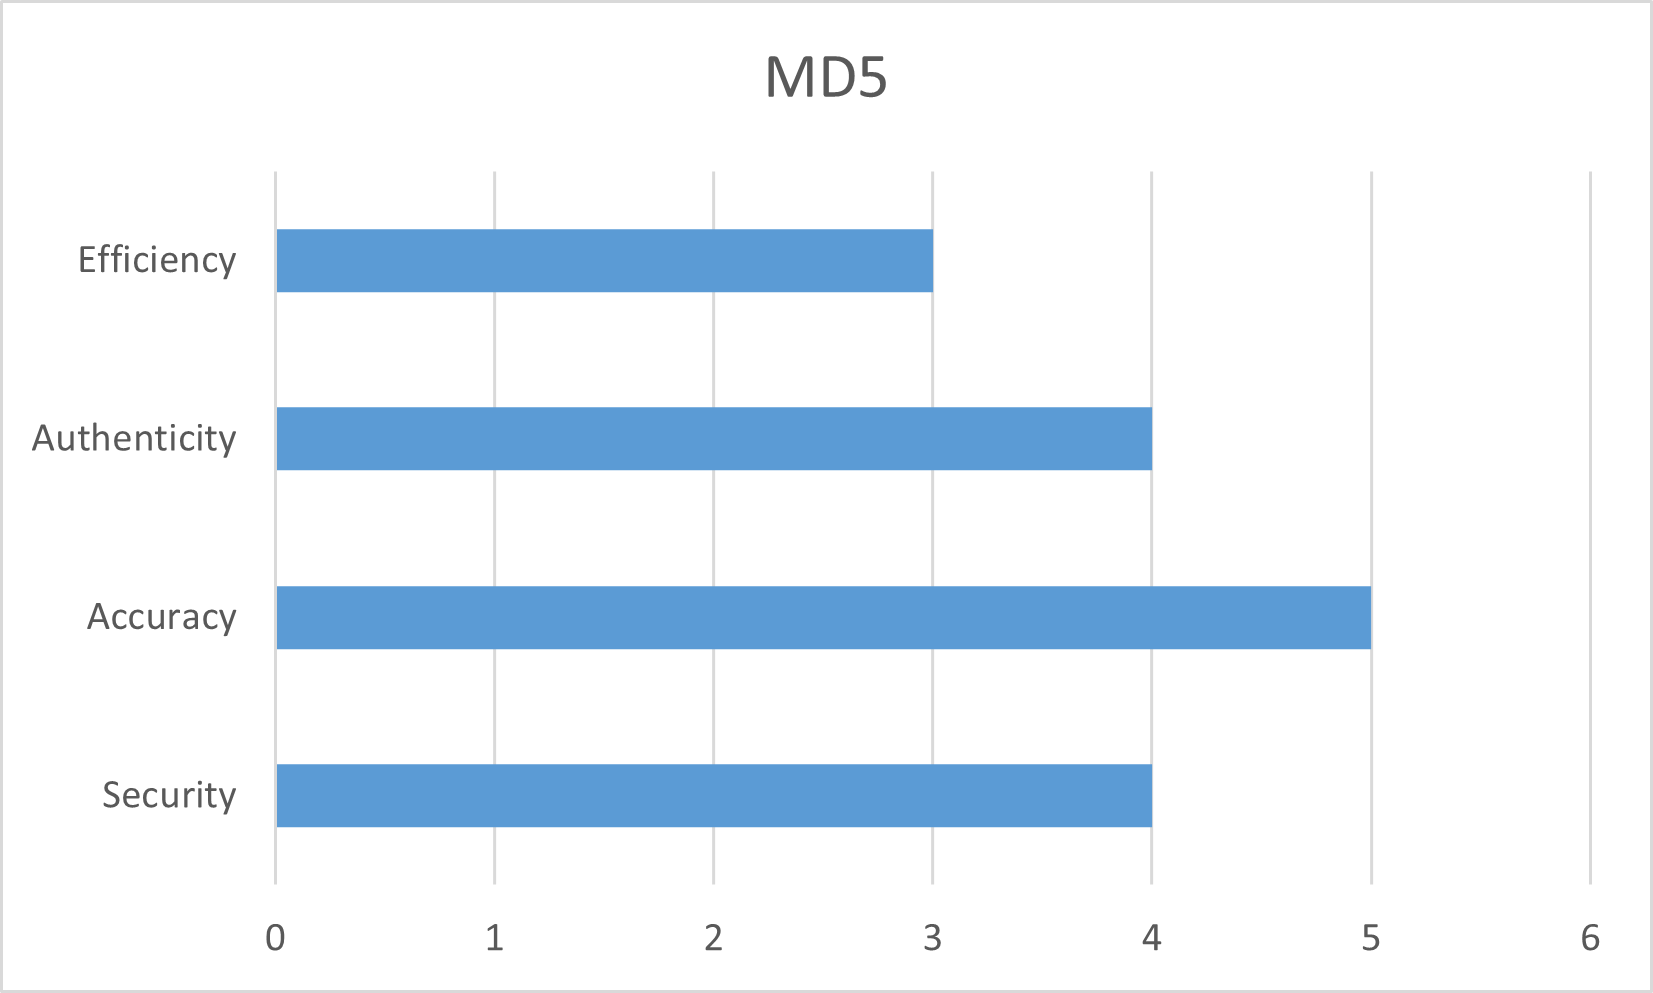 MD5
Efficiency
Authenticity
Accuracy
Security
0 1 2 3 4 5 6